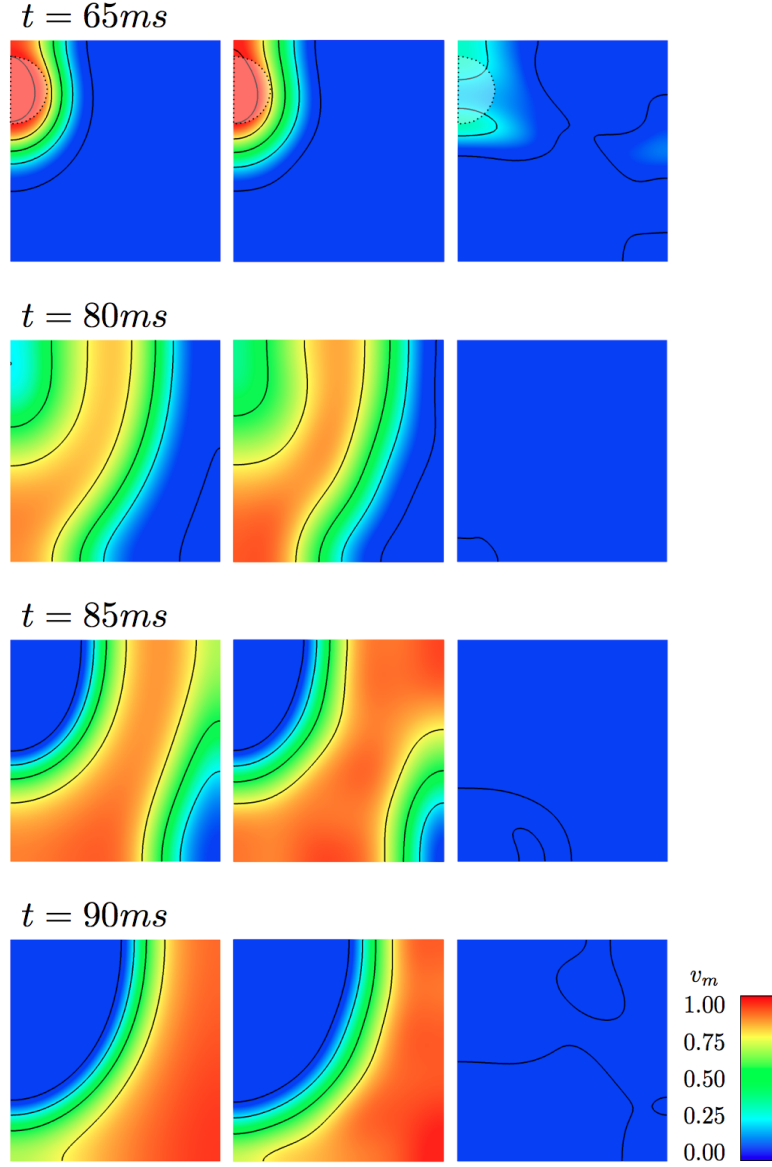 t = 65ms
t = 80ms
t = 85ms
t = 90ms
v_m
1.00
0.75
0.50
0.25
0.00